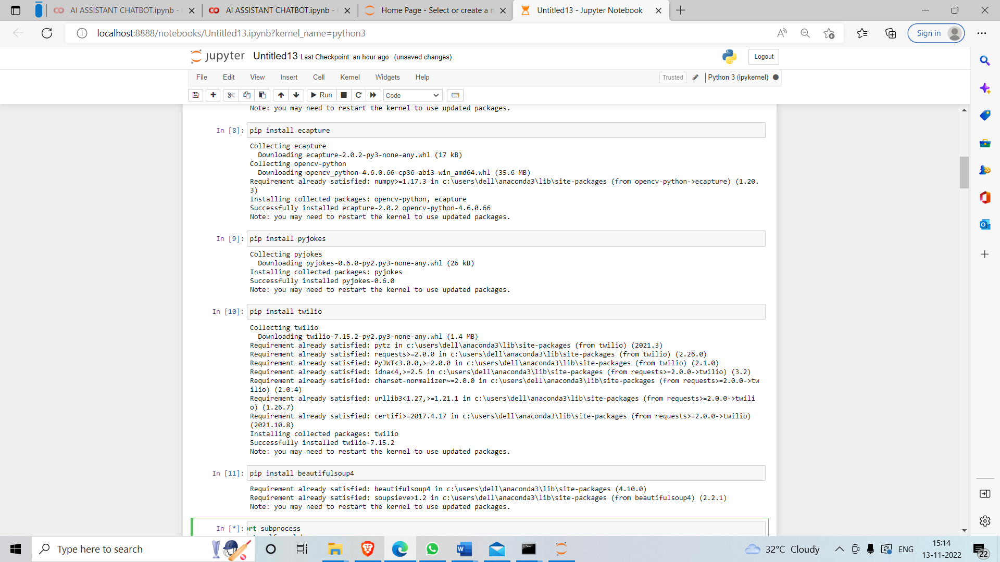 AI ASSISTANT CHATBOT.ipynb -
AI ASSISTANT CHATBOT.ipynb -
Home Page - Select or create a n
Untitled13 - Jupyter Notebook
localhost:8888/notebooks/Untitled13.ipynb?kernel_name=python3
Sign in
jupyter Untitled13 Last Checkpoint: an hour ago (unsaved changes)
Logout
File Edit View Insert Cell Kernel Widgets Help
Trusted
Python 3 (ipykernel)
Run
Code
Note: you may need to restart the kernel to use updated packages.
In [8]: pip install ecapture
Collecting ecapture
Downloading ecapture-2.0.2-py3-none-any.whl (17 kB)
Collecting opencv-python
Downloading opencv_python-4.6.0.66-cp36-abi3-win_amd64.whl (35.6 MB)
Requirement already satisfied: numpy>=1.17.3 in c:\users\dell\anaconda3\lib\site-packages (from opencv-python->ecapture) (1.20.
3)
Installing collected packages: opencv-python, ecapture
Successfully installed ecapture-2.0.2 opencv-python-4.6.0.66
Note: you may need to restart the kernel to use updated packages.
In [9]: pip install pyjokes
Collecting pyjokes
Downloading pyjokes-0.6.0-py2.py3-none-any.whl (26 kB)
Installing collected packages: pyjokes
Successfully installed pyjokes-0.6.0
Note: you may need to restart the kernel to use updated packages.
In [10]: pip install twilio
Collecting twilio
Downloading twilio-7.15.2-py2.py3-none-any.whl (1.4 MB)
Requirement already satisfied: pytz in c:\users\dell\anaconda3\lib\site-packages (from twilio) (2021.3)
Requirement already satisfied: requests>=2.0.0 in c:\users\dell\anaconda3\lib\site-packages (from twilio) (2.26.0)
Requirement already satisfied: PyJWT<3.0.0,>=2.0.0 in c:\users\dell\anaconda3\lib\site-packages (from twilio) (2.1.0)
Requirement already satisfied: idna<4,>=2.5 in c:\users\dell\anaconda3\lib\site-packages (from requests>=2.0.0->twilio) (3.2)
Requirement already satisfied: charset-normalizer~=2.0.0 in c:\users\dell\anaconda3\lib\site-packages (from requests>=2.0.0->tw
ilio) (2.0.4)
Requirement already satisfied: urllib3<1.27,>=1.21.1 in c:\users\dell\anaconda3\lib\site-packages (from requests>=2.0.0->twili
o) (1.26.7)
Requirement already satisfied: certifi>=2017.4.17 in c:\users\dell\anaconda3\lib\site-packages (from requests>=2.0.0->twilio)
(2021.10.8)
Installing collected packages: twilio
Successfully installed twilio-7.15.2
Note: you may need to restart the kernel to use updated packages.
In [11]: pip install beautifulsoup4
Requirement already satisfied: beautifulsoup4 in c:\users\dell\anaconda3\lib\site-packages (4.10.0)
Requirement already satisfied: soupsieve>1.2 in c:\users\dell\anaconda3\lib\site-packages (from beautifulsoup4) (2.2.1)
Note: you may need to restart the kernel to use updated packages.
In [*]: rt subprocess
Type here to search
32°C Cloudy
ENG
15:14
13-11-2022
22